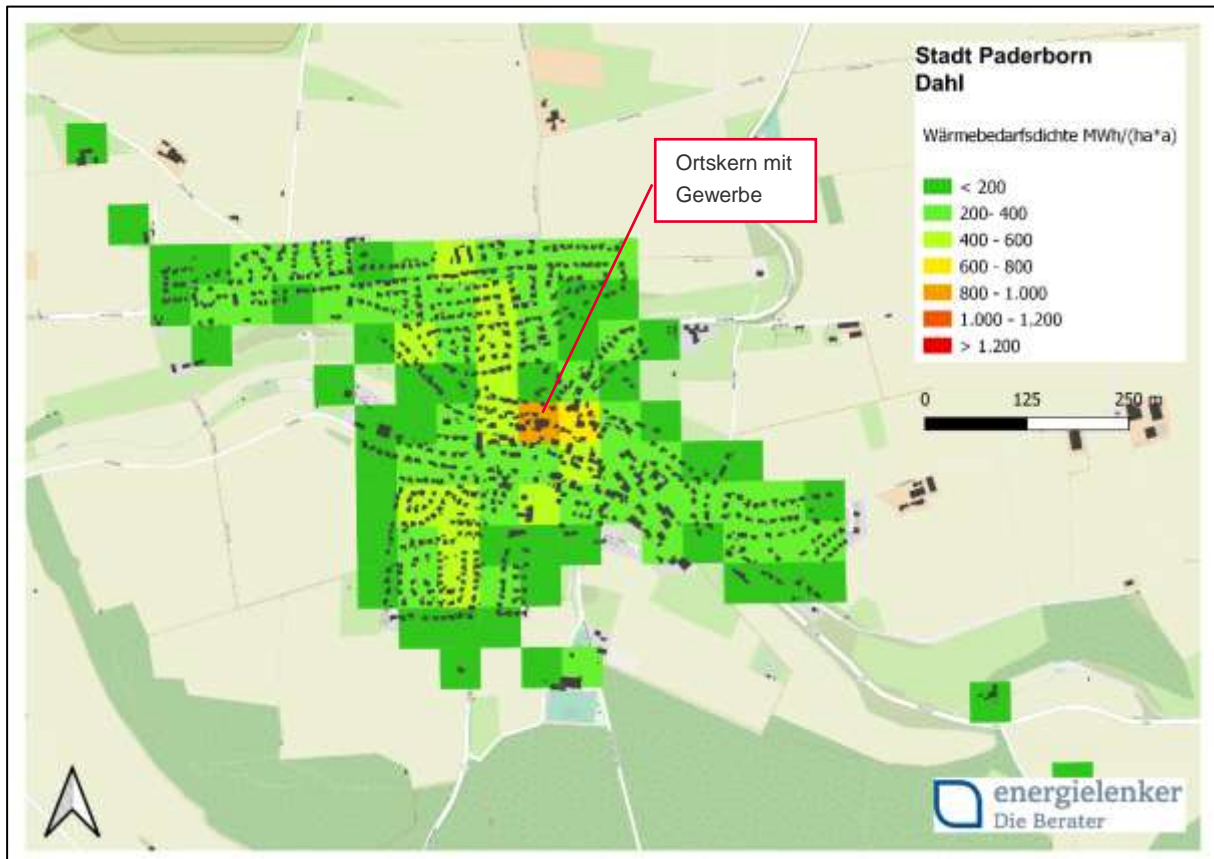 Stadt Paderborn
Dahl
Wärmebedarfsdichte MWh/(ha*a)
< 200
200- 400
400 - 600
600 - 800
800 - 1.000
1.000 - 1.200
> 1.200
Ortskern mit
Gewerbe
0 125 250 m
energielenker
Die Berater